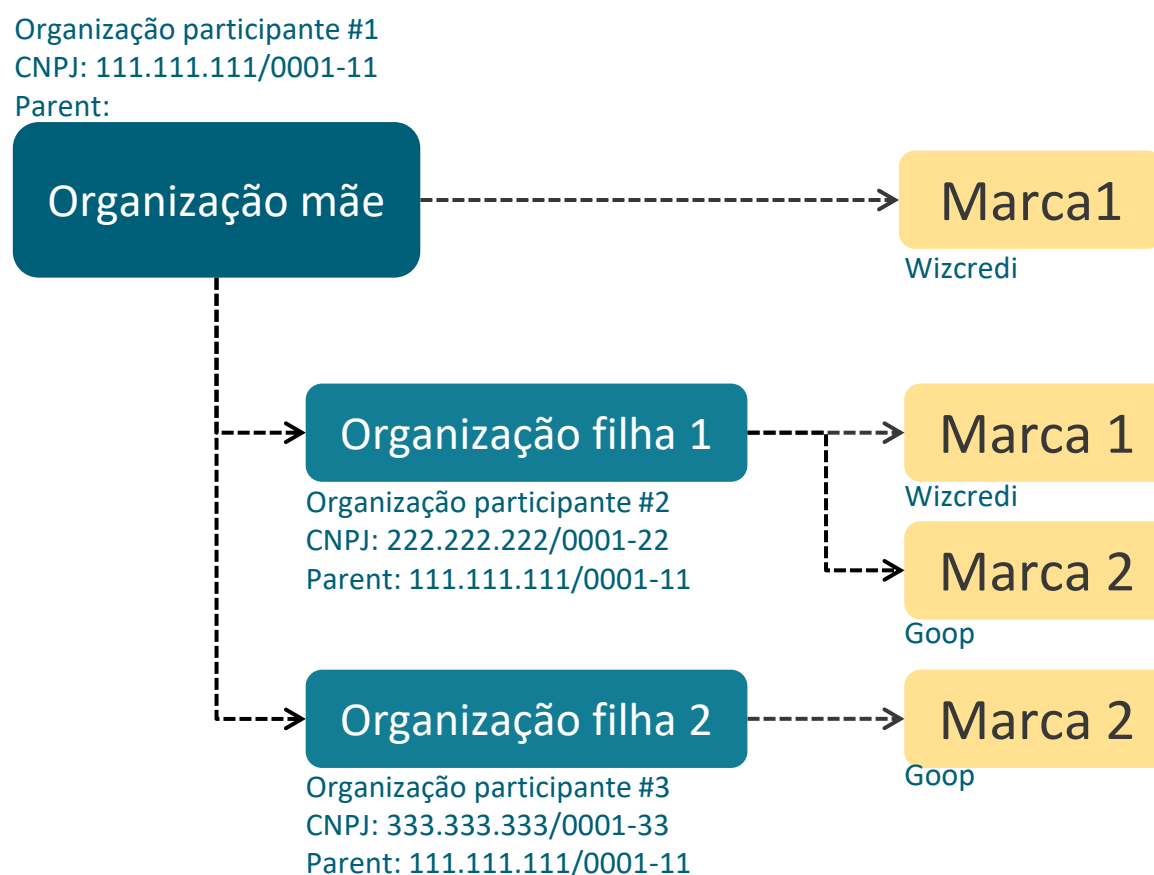 Organização participante #1
CNPJ: 111.111.111/0001-11
Parent:
Organização mãe
Marca1
Wizcredi
Organização filha 1
Marca 1
Wizcredi
Organização participante #2
CNPJ: 222.222.222/0001-22
Parent: 111.111.111/0001-11
Marca 2
Goop
Organização filha 2
Marca 2
Goop
Organização participante #3
CNPJ: 333.333.333/0001-33
Parent: 111.111.111/0001-11